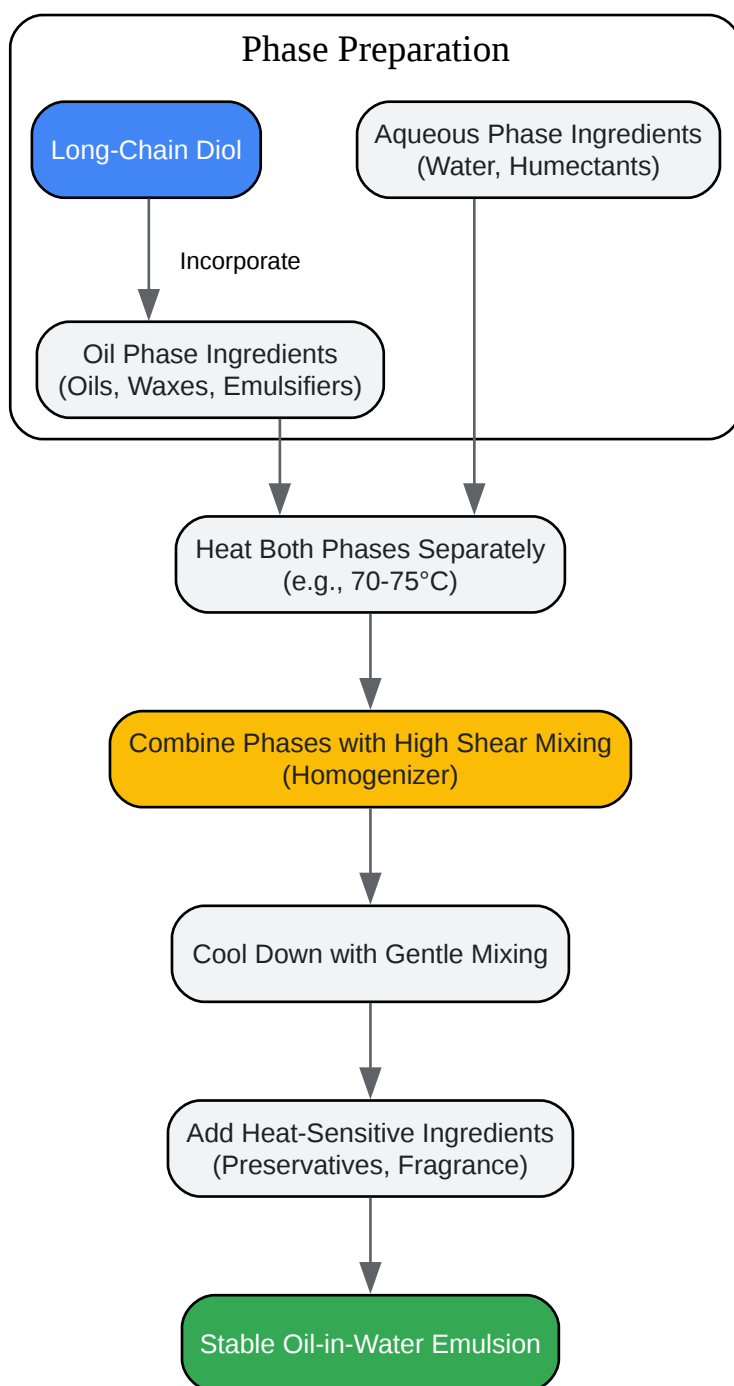 Phase Preparation
Long-Chain Diol
Aqueous Phase Ingredients
(Water, Humectants)
Incorporate
Oil Phase Ingredients
(Oils, Waxes, Emulsifiers)
Heat Both Phases Separately
(e.g., 70-75°C)
Combine Phases with High Shear Mixing
(Homogenizer)
Cool Down with Gentle Mixing
Add Heat-Sensitive Ingredients
(Preservatives, Fragrance)
Stable Oil-in-Water Emulsion